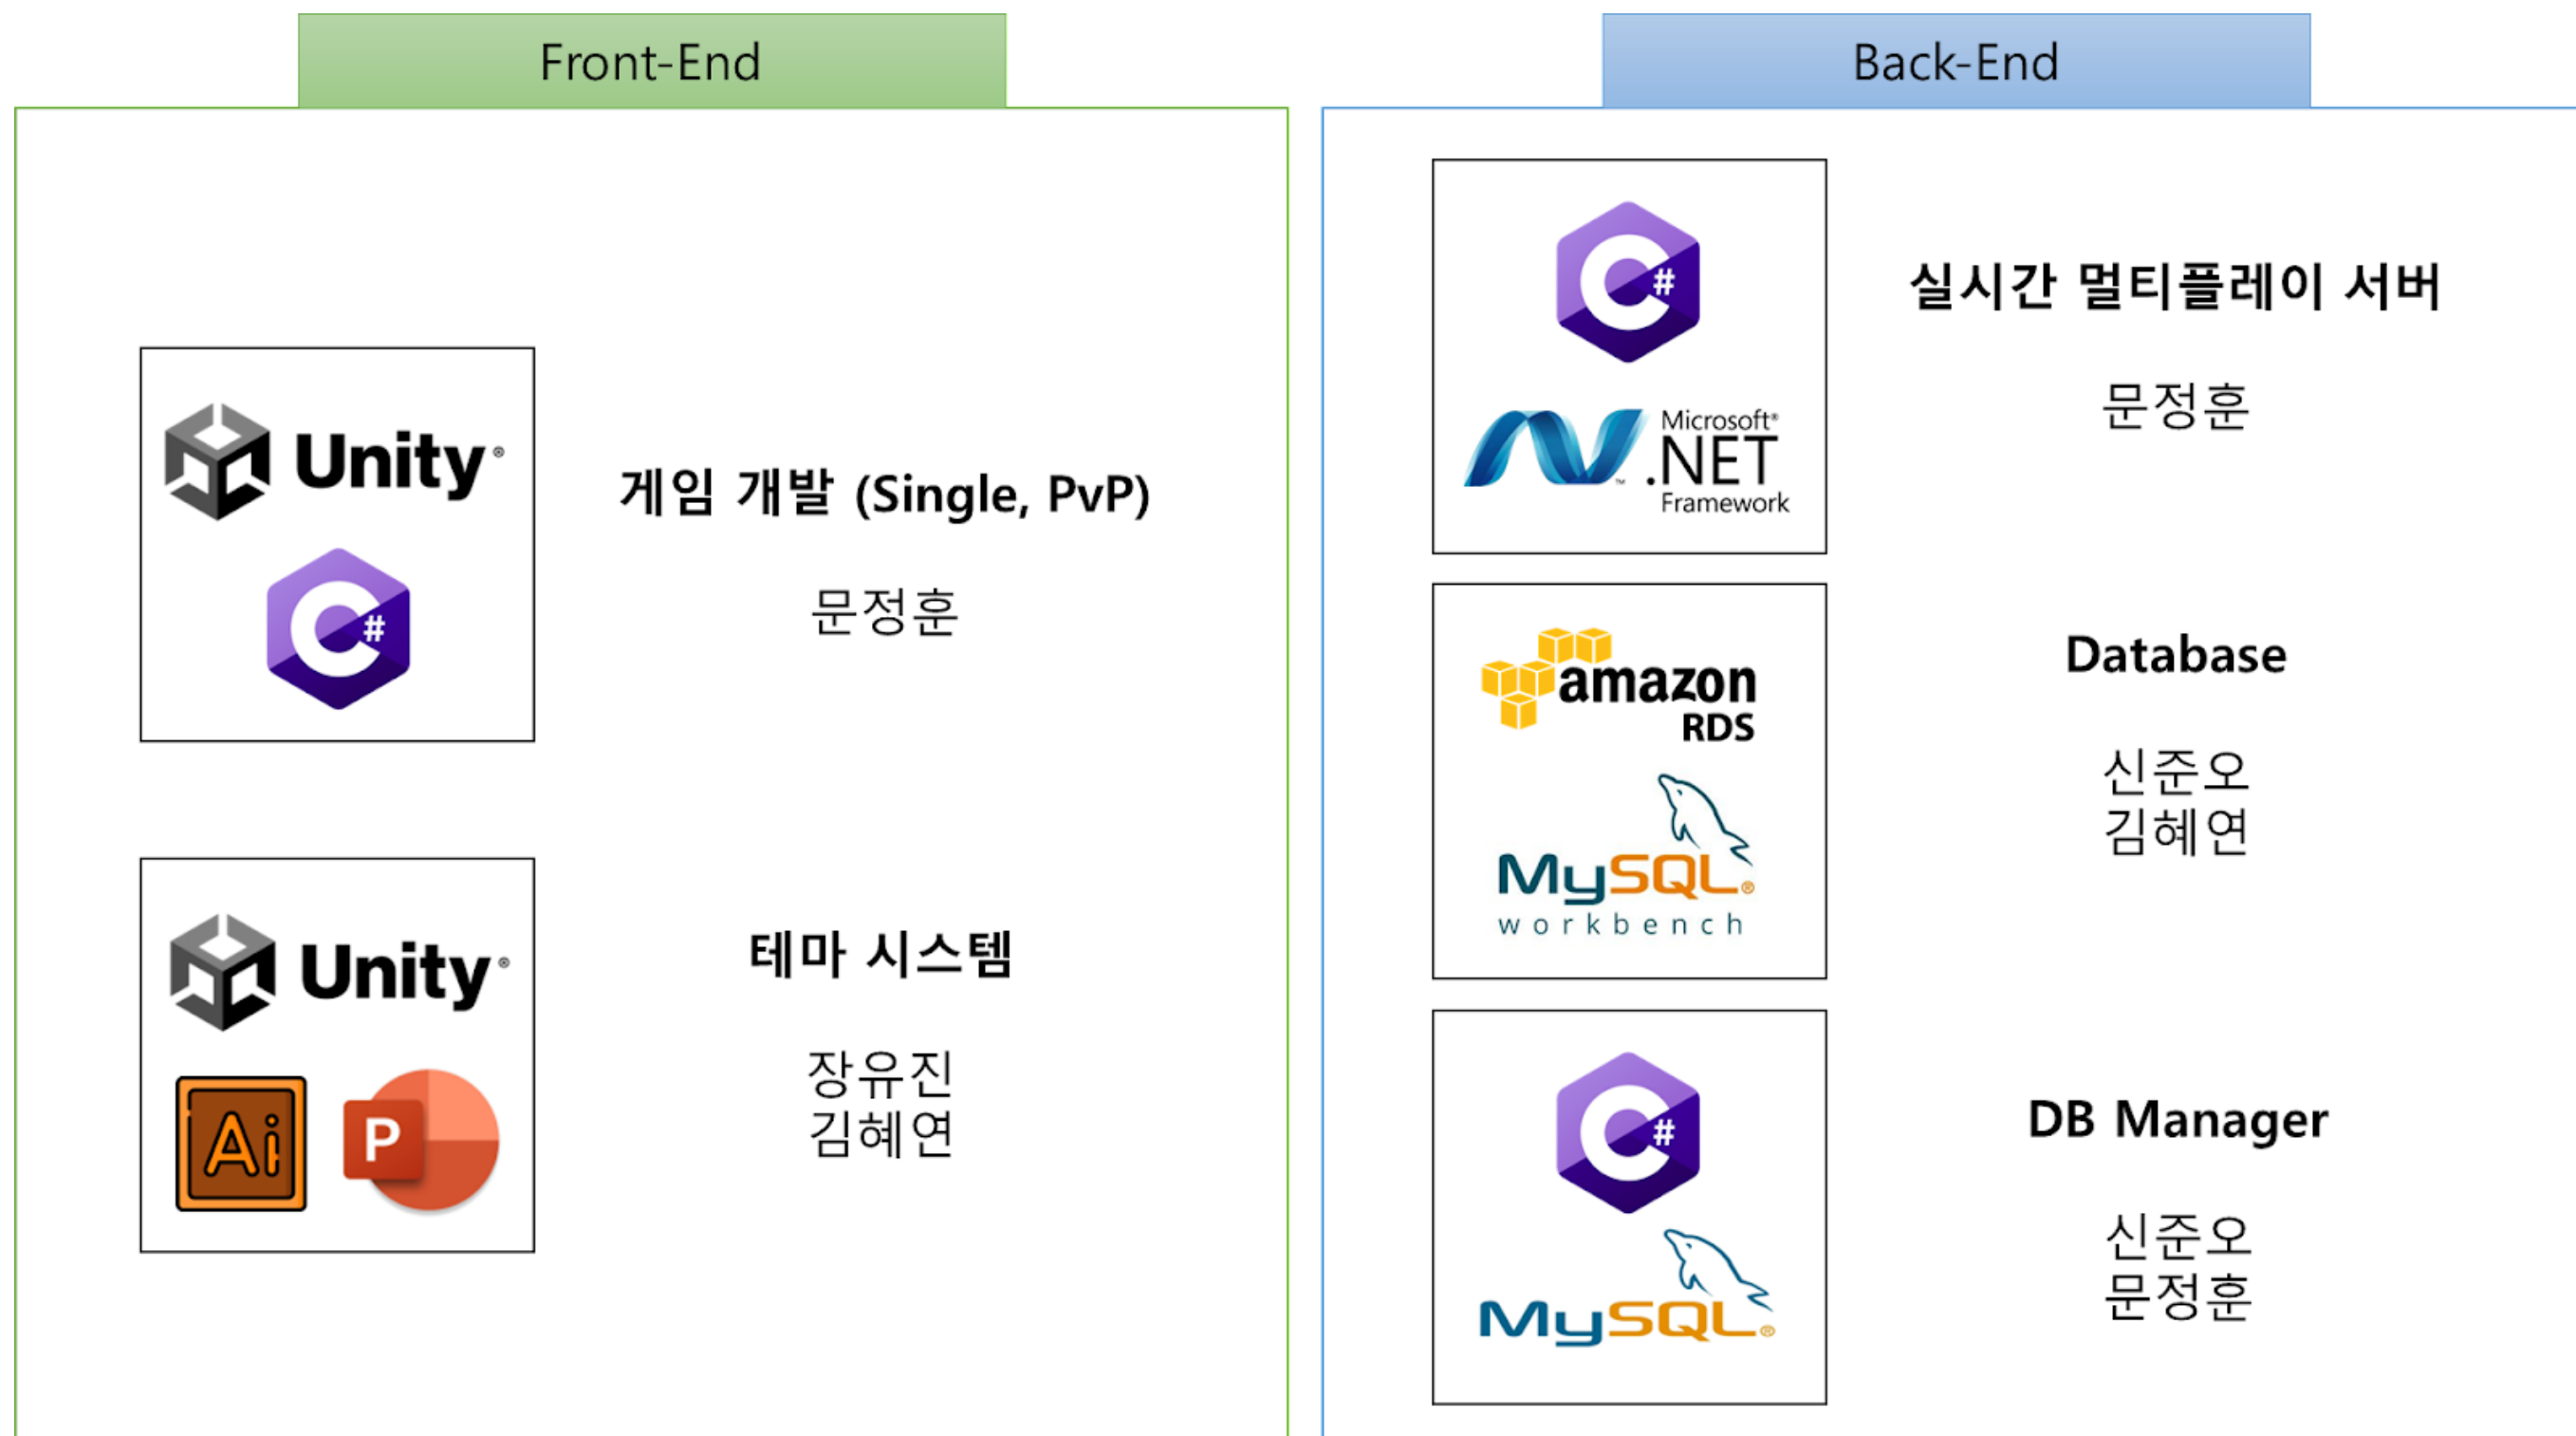 Front-End
Unity
C#
게임 개발 (Single, PvP)
문정훈
Unity
Ai
P
테마 시스템
장유진
김혜연
Back-End
C#
Microsoft®
.NET™
Framework
실시간 멀티플레이 서버
문정훈
amazon
RDS
MySQL®
workbench
Database
신준오
김혜연
C#
MySQL®
DB Manager
신준오
문정훈